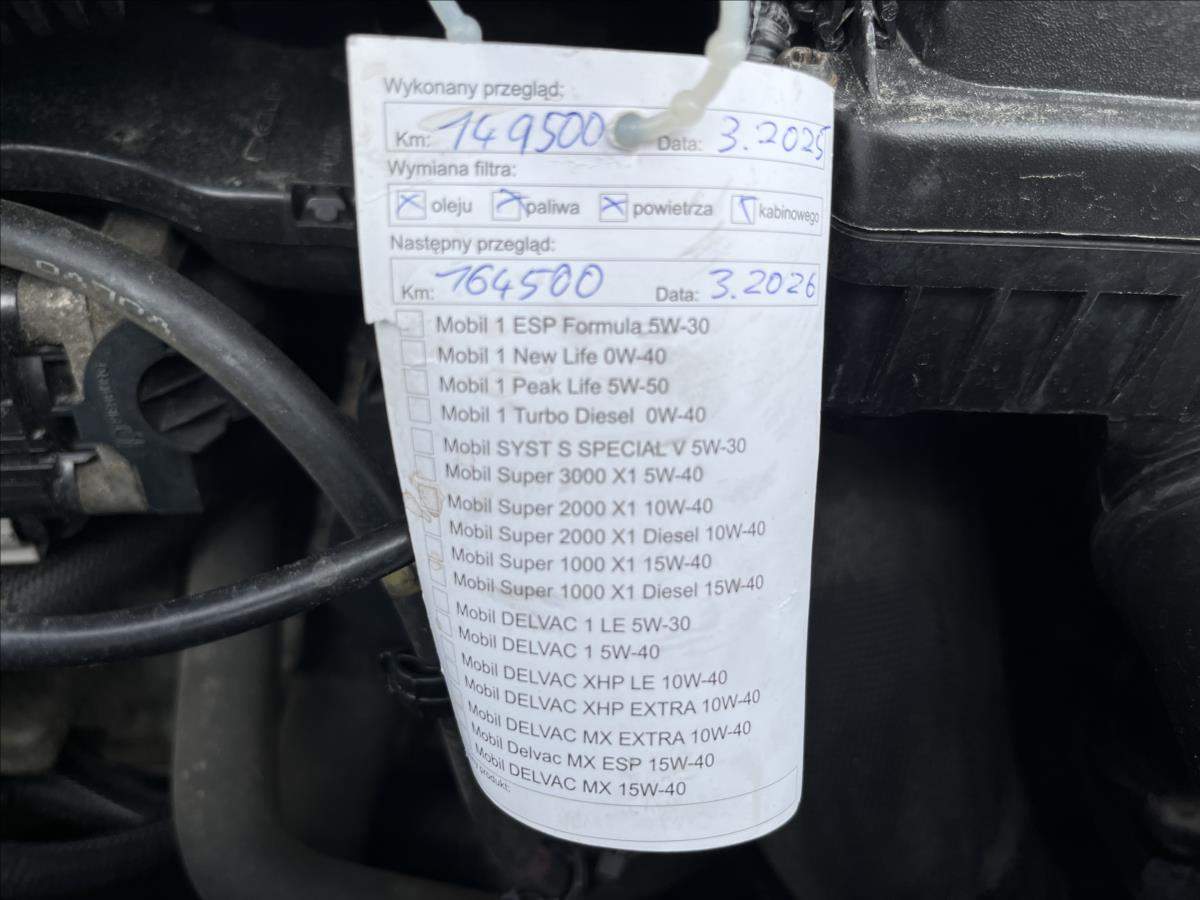 Wykonany przegląd:
Km: 149500 Data: 3.2025
Wymiana filtra:
oleju paliwa powietrza kabinowego
Następny przegląd:
Km: 164500 Data: 3.2026
Mobil 1 ESP Formula 5W-30
Mobil 1 New Life 0W-40
Mobil 1 Peak Life 5W-50
Mobil 1 Turbo Diesel 0W-40
Mobil SYST S SPECIAL V 5W-30
Mobil Super 3000 X1 5W-40
Mobil Super 2000 X1 10W-40
Mobil Super 2000 X1 Diesel 10W-40
Mobil Super 1000 X1 15W-40
Mobil Super 1000 X1 Diesel 15W-40
Mobil DELVAC 1 LE 5W-30
Mobil DELVAC 1 5W-40
Mobil DELVAC XHP LE 10W-40
Mobil DELVAC XHP EXTRA 10W-40
Mobil DELVAC MX EXTRA 10W-40
Mobil Delvac MX ESP 15W-40
Mobil DELVAC MX 15W-40
produkt: